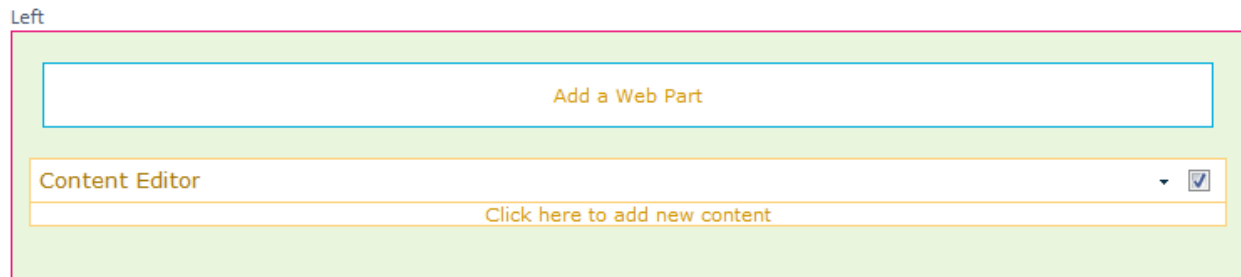 Left
Add a Web Part
Content Editor
Click here to add new content